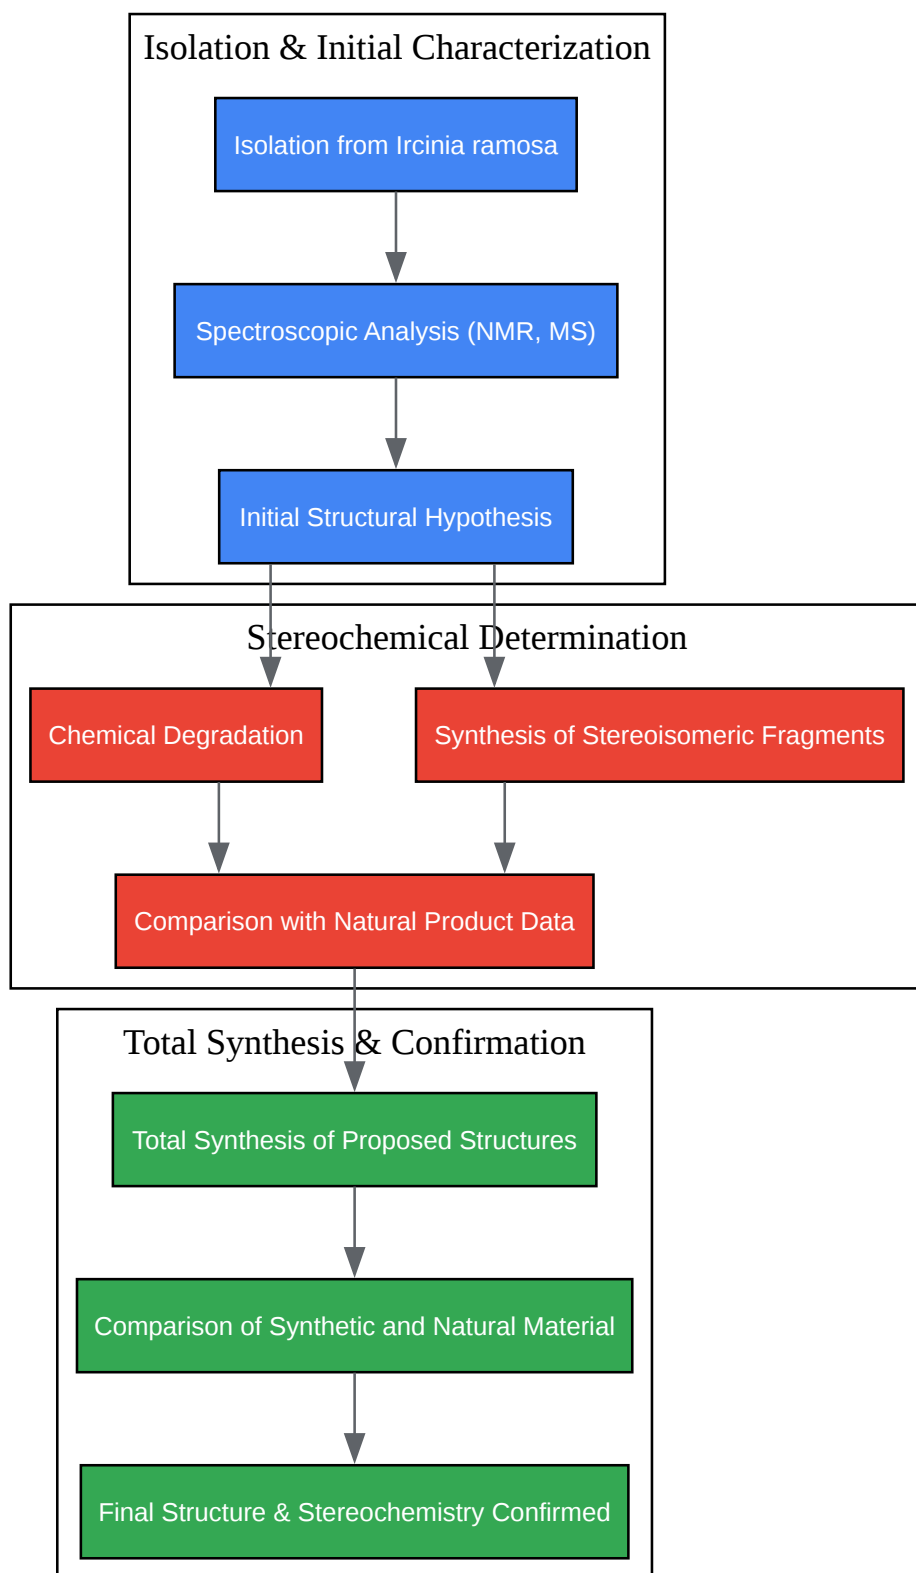 Isolation & Initial Characterization
Isolation from Ircinia ramosa
Spectroscopic Analysis (NMR, MS)
Initial Structural Hypothesis
Stereochemical Determination
Chemical Degradation
Synthesis of Stereoisomeric Fragments
Comparison with Natural Product Data
Total Synthesis & Confirmation
Total Synthesis of Proposed Structures
Comparison of Synthetic and Natural Material
Final Structure & Stereochemistry Confirmed